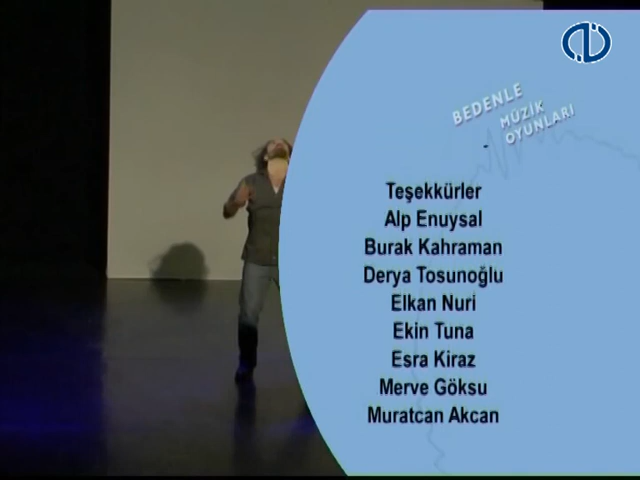 BEDENLE
MÜZİK
OYUNLARI
Teşekkürler
Alp Enuysal
Burak Kahraman
Derya Tosunoğlu
Elkan Nuri
Ekin Tuna
Esra Kiraz
Merve Göksu
Muratcan Akcan